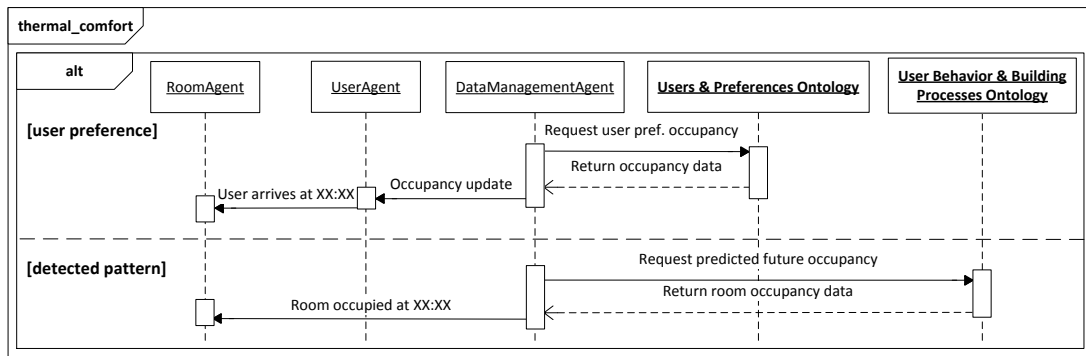 thermal_comfort
alt
RoomAgent
UserAgent
DataManagementAgent
Users & Preferences Ontology
User Behavior & Building
Processes Ontology
[user preference]
Request user pref. occupancy
Return occupancy data
Occupancy update
User arrives at XX:XX
[detected pattern]
Request predicted future occupancy
Return room occupancy data
Room occupied at XX:XX